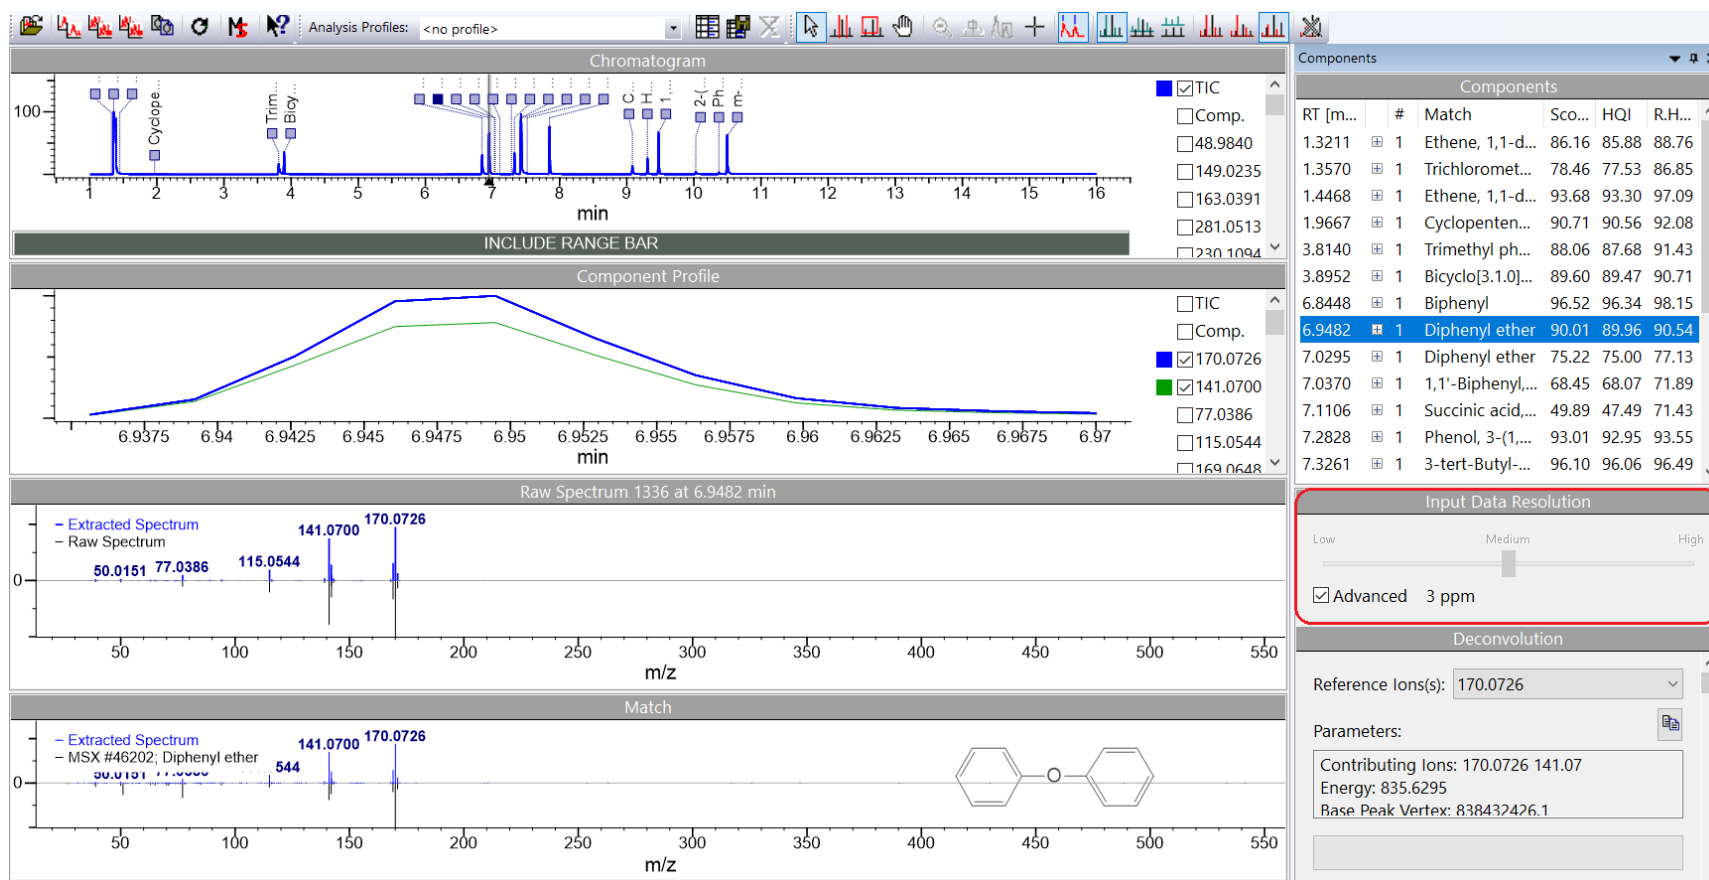 Analysis Profiles: <no profile>
Chromatogram
100
Cyclope
Trim
Bicy
C
H
1
2-(
Ph
m-
1 2 3 4 5 6 7 8 9 10 11 12 13 14 15 16
min
INCLUDE RANGE BAR
TIC
Comp.
48.9840
149.0235
163.0391
281.0513
230.1094
Component Profile
6.9375 6.94 6.9425 6.945 6.9475 6.95 6.9525 6.955 6.9575 6.96 6.9625 6.965 6.9675 6.97
min
TIC
Comp.
170.0726
141.0700
77.0386
115.0544
169.0648
Raw Spectrum 1336 at 6.9482 min
– Extracted Spectrum
– Raw Spectrum
50.0151 77.0386 115.0544 141.0700 170.0726
0
50 100 150 200 250 300 350 400 450 500 550
m/z
Match
– Extracted Spectrum
– MSX #46202; Diphenyl ether
50.0151 544 141.0700 170.0726
O
0
50 100 150 200 250 300 350 400 450 500 550
m/z
Components
Components
RT [m... # Match Sco... HQI R.H...
1.3211 1 Ethene, 1,1-d... 86.16 85.88 88.76
1.3570 1 Trichloromet... 78.46 77.53 86.85
1.4468 1 Ethene, 1,1-d... 93.68 93.30 97.09
1.9667 1 Cyclopenten... 90.71 90.56 92.08
3.8140 1 Trimethyl ph... 88.06 87.68 91.43
3.8952 1 Bicyclo[3.1.0]... 89.60 89.47 90.71
6.8448 1 Biphenyl 96.52 96.34 98.15
6.9482 1 Diphenyl ether 90.01 89.96 90.54
7.0295 1 Diphenyl ether 75.22 75.00 77.13
7.0370 1 1,1'-Biphenyl,... 68.45 68.07 71.89
7.1106 1 Succinic acid,... 49.89 47.49 71.43
7.2828 1 Phenol, 3-(1,... 93.01 92.95 93.55
7.3261 1 3-tert-Butyl-... 96.10 96.06 96.49
Input Data Resolution
Low Medium High
Advanced 3 ppm
Deconvolution
Reference Ions(s): 170.0726
Parameters:
Contributing Ions: 170.0726 141.07
Energy: 835.6295
Base Peak Vertex: 838432426.1